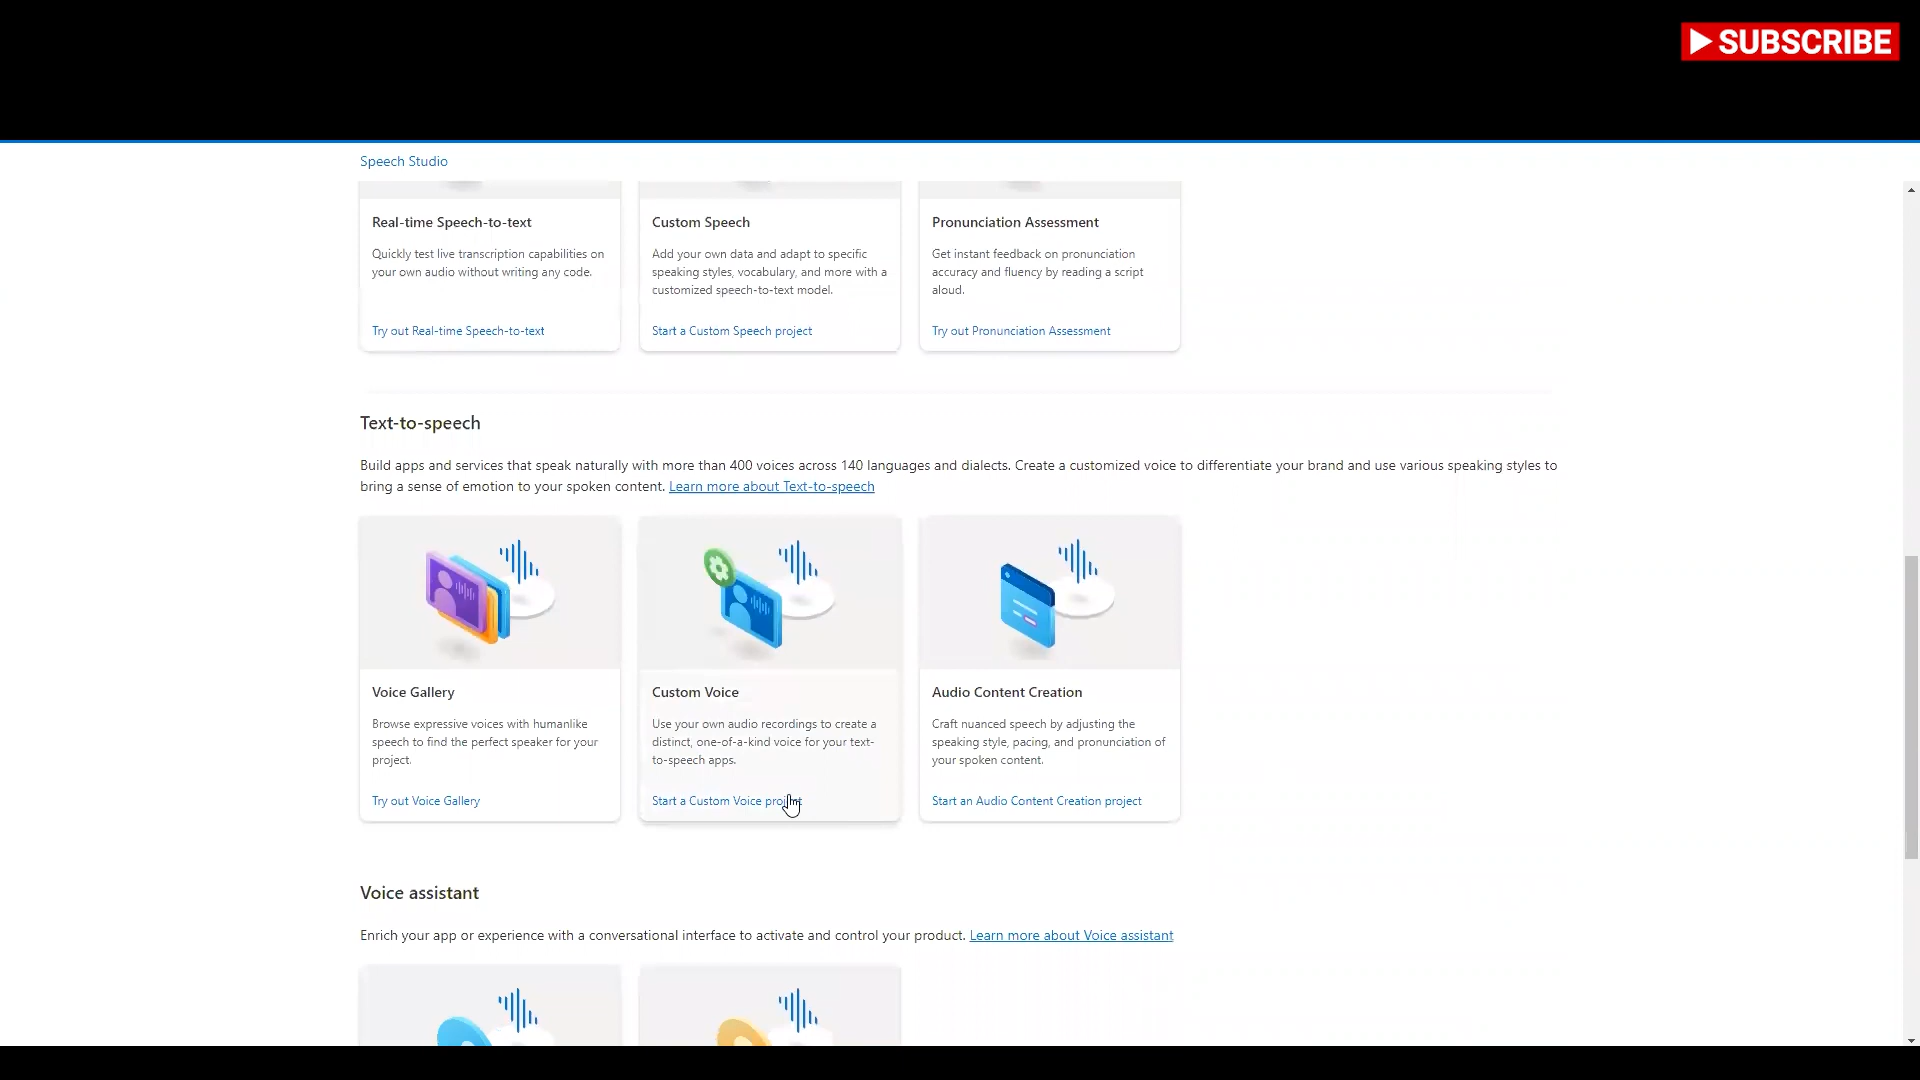 SUBSCRIBE
Speech Studio
Real-time Speech-to-text
Quickly test live transcription capabilities on
your own audio without writing any code.
Try out Real-time Speech-to-text
Custom Speech
Add your own data and adapt to specific
speaking styles, vocabulary, and more with a
customized speech-to-text model.
Start a Custom Speech project
Pronunciation Assessment
Get instant feedback on pronunciation
accuracy and fluency by reading a script
aloud.
Try out Pronunciation Assessment
Text-to-speech
Build apps and services that speak naturally with more than 400 voices across 140 languages and dialects. Create a customized voice to differentiate your brand and use various speaking styles to
bring a sense of emotion to your spoken content. Learn more about Text-to-speech
Voice Gallery
Browse expressive voices with humanlike
speech to find the perfect speaker for your
project.
Try out Voice Gallery
Custom Voice
Use your own audio recordings to create a
distinct, one-of-a-kind voice for your text-
to-speech apps.
Start a Custom Voice project
Audio Content Creation
Craft nuanced speech by adjusting the
speaking style, pacing, and pronunciation of
your spoken content.
Start an Audio Content Creation project
Voice assistant
Enrich your app or experience with a conversational interface to activate and control your product. Learn more about Voice assistant